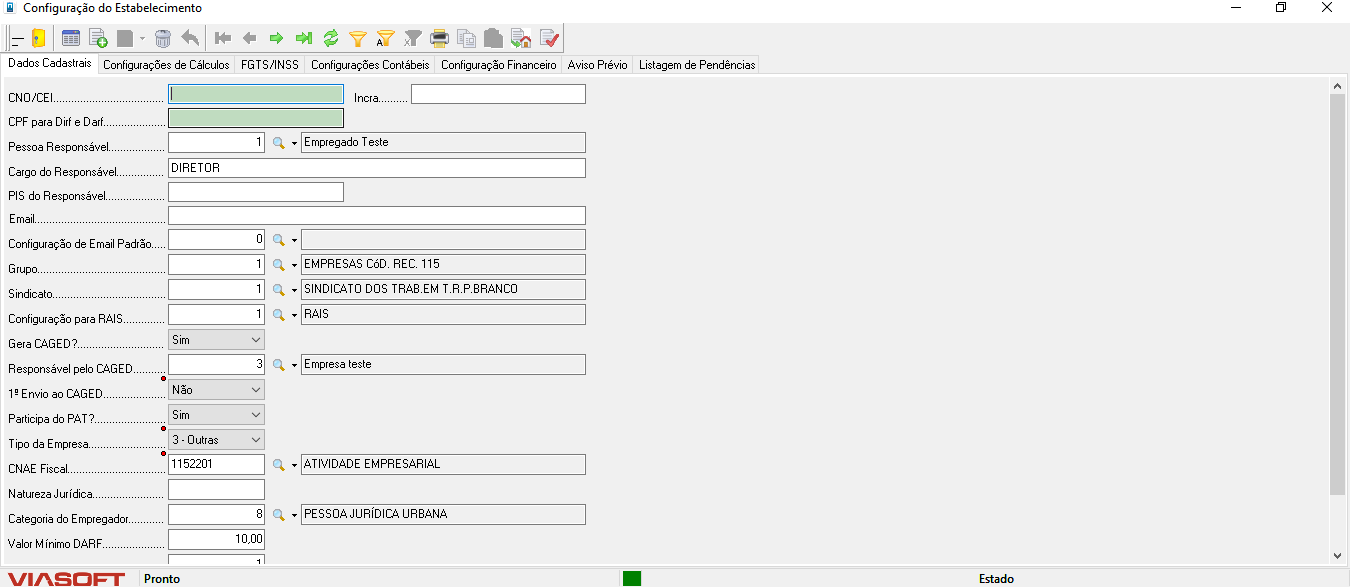 Configuração do Estabelecimento
Dados Cadastrais Configurações de Cálculos FGTS/INSS Configurações Contábeis Configuração Financeiro Aviso Prévio Listagem de Pendências
CNO/CEI Incra
CPF para Dirf e Darf
Pessoa Responsável 1 Empregado Teste
Cargo do Responsável DIRETOR
PIS do Responsável
Email
Configuração de Email Padrão 0
Grupo 1 EMPRESAS CóD. REC. 115
Sindicato 1 SINDICATO DOS TRAB.EM T.R.P.BRANCO
Configuração para RAIS 1 RAIS
Gera CAGED? Sim
Responsável pelo CAGED 3 Empresa teste
1º Envio ao CAGED Não
Participa do PAT? Sim
Tipo da Empresa 3 - Outras
CNAE Fiscal 1152201 ATIVIDADE EMPRESARIAL
Natureza Jurídica
Categoria do Empregador 8 PESSOA JURÍDICA URBANA
Valor Mínimo DARF 10,00
VIASOFT Pronto Estado